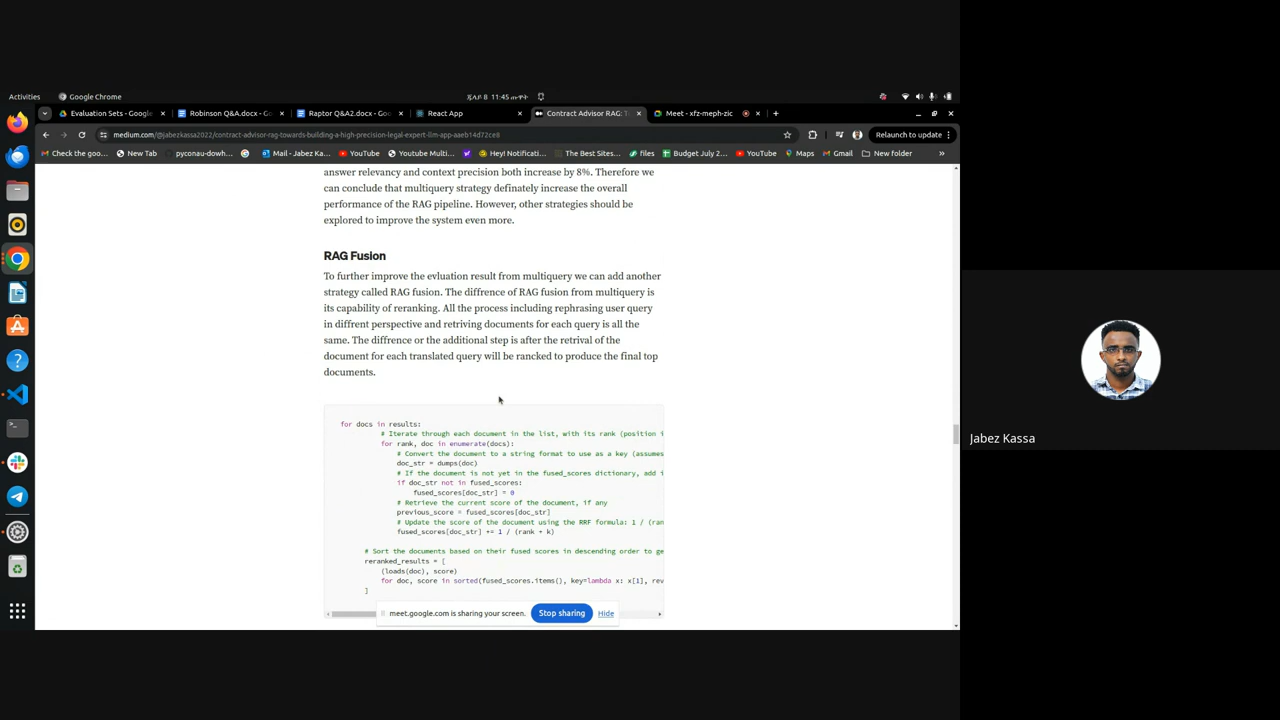 Activities
Google Chrome
11:45
Evaluation Sets - Google
Robinson Q&A.docx - Go
Raptor Q&A2.docx - Goo
React App
Contract Advisor RAG: T
Meet - xfz-meph-zic
medium.com/@jabezkassa2022/contract-advisor-rag-towards-building-a-high-precision-legal-expert-llm-app-aaeb14d72ce8
Relaunch to update
Check the goo...
New Tab
pyconau-dowh...
Mail - Jabez Ka...
YouTube
Youtube Multi...
Hey! Notificati...
The Best Sites...
files
Budget July 2...
YouTube
Maps
Gmail
New folder
answer relevancy and context precision both increase by 8%. Therefore we
can conclude that multiquery strategy definately increase the overall
performance of the RAG pipeline. However, other strategies should be
explored to improve the system even more.
RAG Fusion
To further improve the evluation result from multiquery we can add another
strategy called RAG fusion. The diffrence of RAG fusion from multiquery is
its capability of reranking. All the process including rephrasing user query
in diffrent perspective and retriving documents for each query is all the
same. The diffrence or the additional step is after the retrival of the
document for each translated query will be rancked to produce the final top
documents.
for docs in results:
# Iterate through each document in the list, with its rank (position i
for rank, doc in enumerate(docs):
# Convert the document to a string format to use as a key (assumes
doc_str = dumps(doc)
# If the document is not yet in the fused_scores dictionary, add i
if doc_str not in fused_scores:
fused_scores[doc_str] = 0
# Retrieve the current score of the document, if any
previous_score = fused_scores[doc_str]
# Update the score of the document using the RRF formula: 1 / (ran
fused_scores[doc_str] += 1 / (rank + k)
# Sort the documents based on their fused scores in descending order to ge
reranked_results = [
(loads(doc), score)
for doc, score in sorted(fused_scores.items(), key=lambda x: x[1], rev
]
meet.google.com is sharing your screen.
Stop sharing
Hide
Jabez Kassa